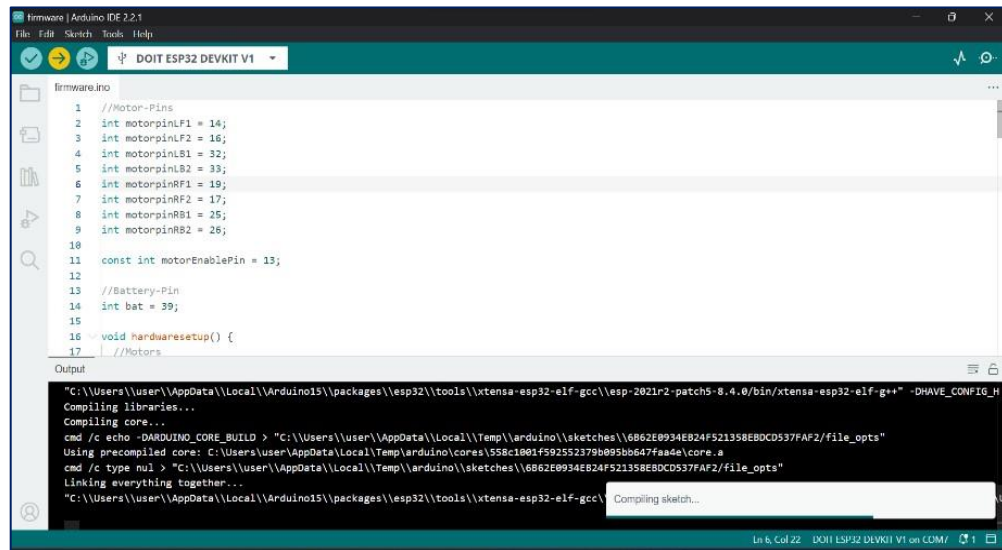 firmware | Arduino IDE 2.2.1
File Edit Sketch Tools Help
DOIT ESP32 DEVKIT V1
firmware.ino
1 //Motor-Pins
2 int motorpinLF1 = 14;
3 int motorpinLF2 = 16;
4 int motorpinLB1 = 32;
5 int motorpinLB2 = 33;
6 int motorpinRF1 = 19;
7 int motorpinRF2 = 17;
8 int motorpinRB1 = 25;
9 int motorpinRB2 = 26;
10
11 const int motorEnablePin = 13;
12
13 //Battery-Pin
14 int bat = 39;
15
16 void hardwaresetup() {
17 //Motors
Output
"C:\\Users\\user\\AppData\\Local\\Arduino15\\packages\\esp32\\tools\\xtensa-esp32-elf-gcc\\esp-2021r2-patch5-8.4.0/bin/xtensa-esp32-elf-g++" -DHAVE_CONFIG_H
Compiling libraries...
Compiling core...
cmd /c echo -DARDUINO_CORE_BUILD > "C:\\Users\\user\\AppData\\Local\\Temp\\arduino\\sketches\\6B62E0934EB24F521358EBDCD537FAF2/file_opts"
Using precompiled core: C:\Users\user\AppData\Local\Temp\arduino\cores\558c1001f592552379b095bb647faa4e\core.a
cmd /c type nul > "C:\\Users\\user\\AppData\\Local\\Temp\\arduino\\sketches\\6B62E0934EB24F521358EBDCD537FAF2/file_opts"
Linking everything together...
"C:\\Users\\user\\AppData\\Local\\Arduino15\\packages\\esp32\\tools\\xtensa-esp32-elf-gcc\
Compiling sketch...
Ln 6, Col 22 DOIT ESP32 DEVKIT V1 on COM7 1